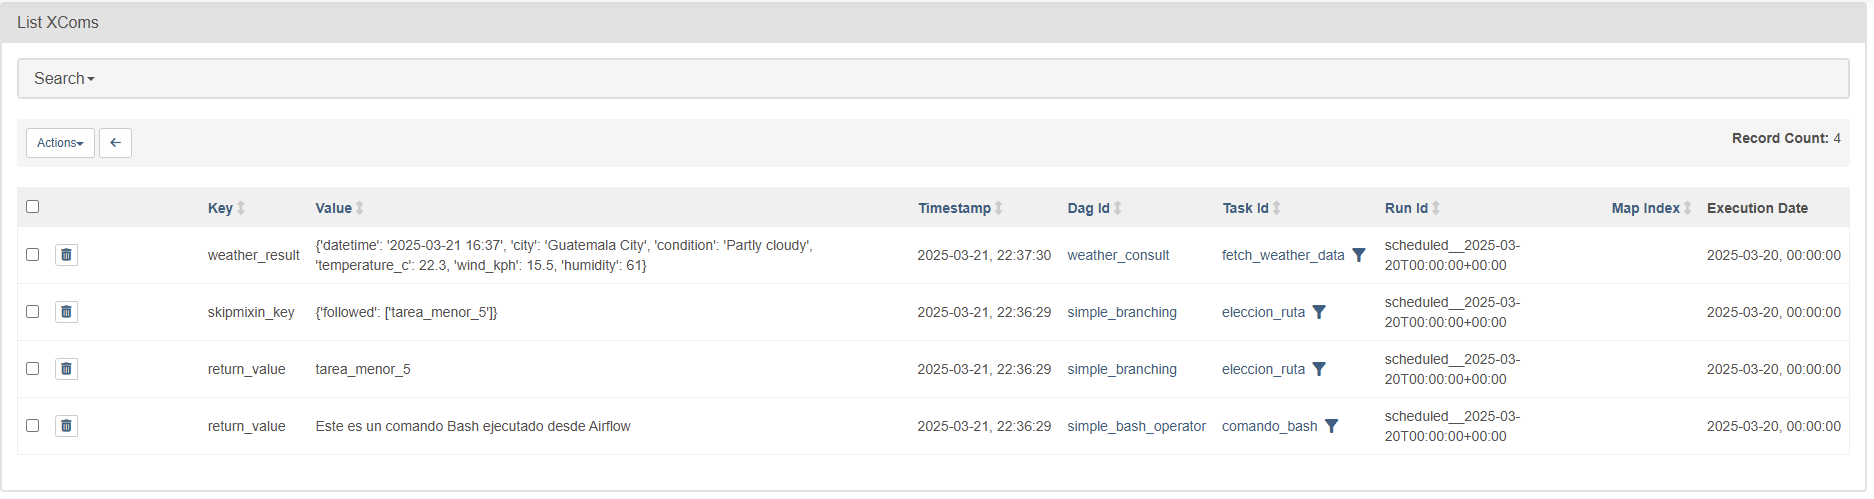 List XComs
Search
Actions
Record Count: 4
Key Value Timestamp Dag Id Task Id Run Id Map Index Execution Date
weather_result {'datetime': '2025-03-21 16:37', 'city': 'Guatemala City', 'condition': 'Partly cloudy', 'temperature_c': 22.3, 'wind_kph': 15.5, 'humidity': 61} 2025-03-21, 22:37:30 weather_consult fetch_weather_data scheduled__2025-03-20T00:00:00+00:00 2025-03-20, 00:00:00
skipmixin_key {'followed': ['tarea_menor_5']} 2025-03-21, 22:36:29 simple_branching eleccion_ruta scheduled__2025-03-20T00:00:00+00:00 2025-03-20, 00:00:00
return_value tarea_menor_5 2025-03-21, 22:36:29 simple_branching eleccion_ruta scheduled__2025-03-20T00:00:00+00:00 2025-03-20, 00:00:00
return_value Este es un comando Bash ejecutado desde Airflow 2025-03-21, 22:36:29 simple_bash_operator comando_bash scheduled__2025-03-20T00:00:00+00:00 2025-03-20, 00:00:00